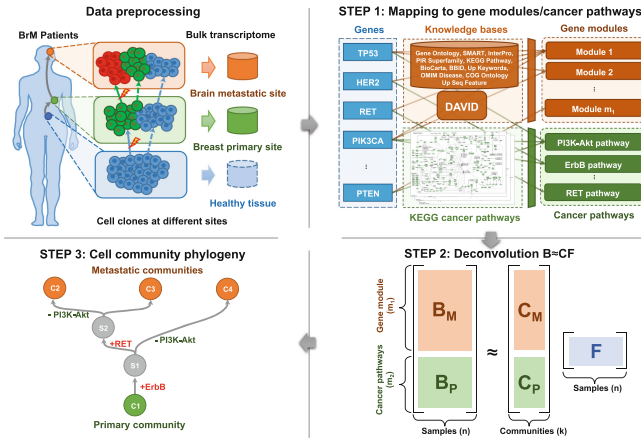 Data preprocessing
BrM Patients
Bulk transcriptome
Brain metastatic site
Breast primary site
Healthy tissue
Cell clones at different sites
STEP 1: Mapping to gene modules/cancer pathways
Genes
Knowledge bases
Gene modules
TP53
HER2
RET
PIK3CA
⋮
PTEN
Gene Ontology, SMART, InterPro,
PIR Superfamily, KEGG Pathway,
BioCarta, BBID, Up Keywords,
OMIM Disease, COG Ontology
Up Seq Feature
DAVID
Module 1
Module 2
⋮
Module m₁
PI3K-Akt pathway
ErbB pathway
⋮
RET pathway
KEGG cancer pathways
Cancer pathways
STEP 3: Cell community phylogeny
Metastatic communities
C2
C3
C4
- PI3K-Akt
S2
- PI3K-Akt
+RET
S1
+ErbB
C1
Primary community
STEP 2: Deconvolution B≈CF
Gene module
(m₁)
Cancer pathways
(m₂)
B_M
B_P
≈
C_M
C_P
F
Samples (n)
Samples (n)
Communities (k)